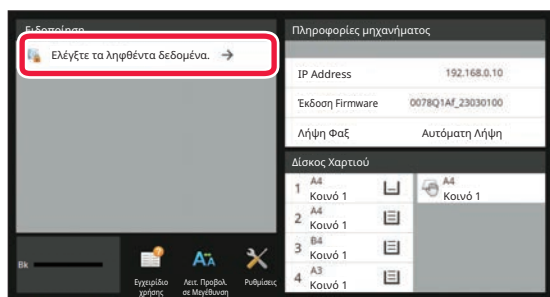 Ειδοποίηση
Ελέγξτε τα ληφθέντα δεδομένα. →
Πληροφορίες μηχανήματος
IP Address 192.168.0.10
Έκδοση Firmware 0078Q1Af_23030100
Λήψη Φαξ Αυτόματη Λήψη
Δίσκος Χαρτιού
1 A4
Κοινό 1
A4
Κοινό 1
2 A4
Κοινό 1
3 B4
Κοινό 1
4 A3
Κοινό 1
Bk
Εγχειρίδιο
χρήσης
Λειτ. Προβολ.
σε Μεγέθυνση
Ρυθμίσεις